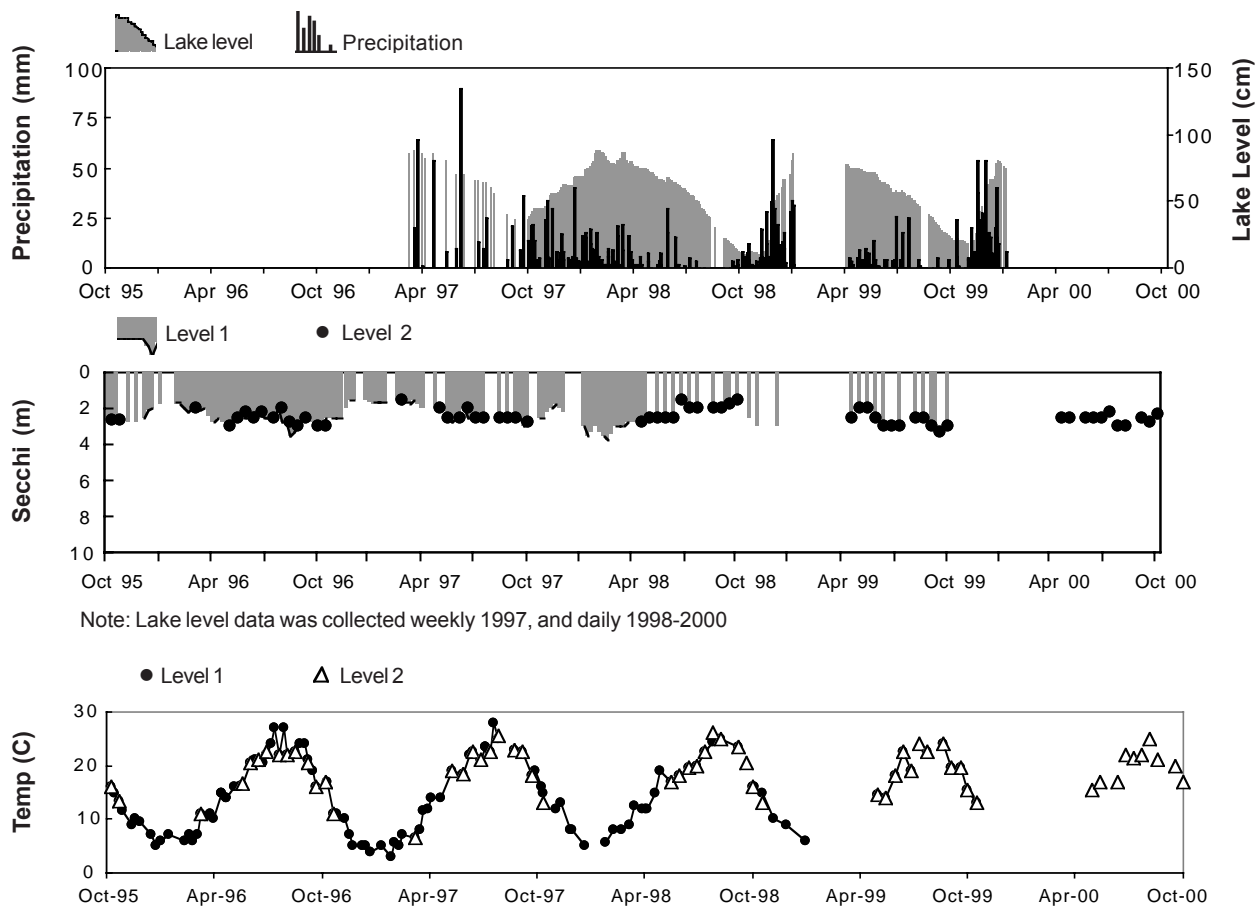 Lake level Precipitation
Precipitation (mm)
100
75
50
25
0
Lake Level (cm)
150
100
50
0
Oct 95 Apr 96 Oct 96 Apr 97 Oct 97 Apr 98 Oct 98 Apr 99 Oct 99 Apr 00 Oct 00
Level 1 Level 2
Secchi (m)
0
2
4
6
8
10
Oct 95 Apr 96 Oct 96 Apr 97 Oct 97 Apr 98 Oct 98 Apr 99 Oct 99 Apr 00 Oct 00
Note: Lake level data was collected weekly 1997, and daily 1998-2000
Level 1 Level 2
Temp (C)
30
20
10
0
Oct-95 Apr-96 Oct-96 Apr-97 Oct-97 Apr-98 Oct-98 Apr-99 Oct-99 Apr-00 Oct-00